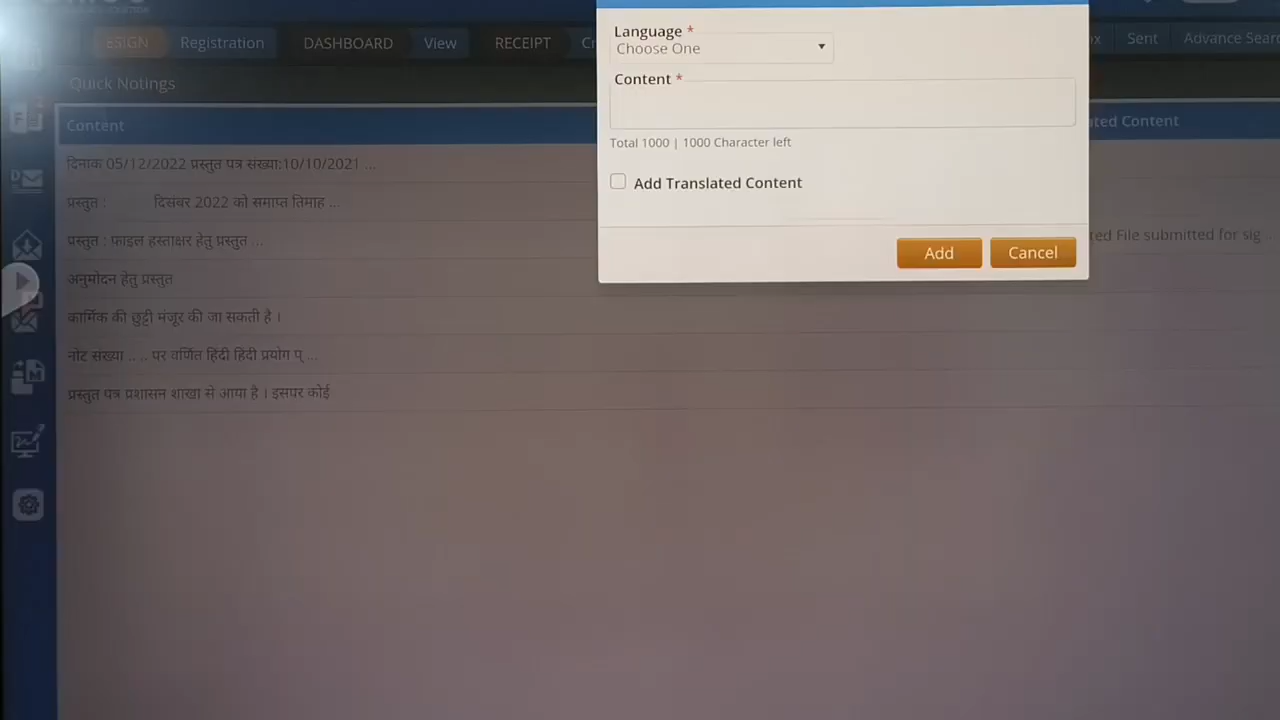 ESIGN Registration DASHBOARD View RECEIPT Sent Advance Sear
Quick Notings
Content
दिनाक 05/12/2022 प्रस्तुत पत्र संख्या:10/10/2021 ...
प्रस्तुत : दिसंबर 2022 को समाप्त तिमाह ...
प्रस्तुत : फ़ाइल हस्ताक्षर हेतु प्रस्तुत ...
अनुमोदन हेतु प्रस्तुत
कार्मिक की छुट्टी मंजूर की जा सकती है ।
नोट संख्या .. .. पर वर्णित हिंदी हिंदी प्रयोग प् ...
प्रस्तुत पत्र प्रशासन शाखा से आया है । इसपर कोई
Language *
Choose One
Content *
Total 1000 | 1000 Character left
Add Translated Content
Add Cancel
ted Content
ted File submitted for sig ...